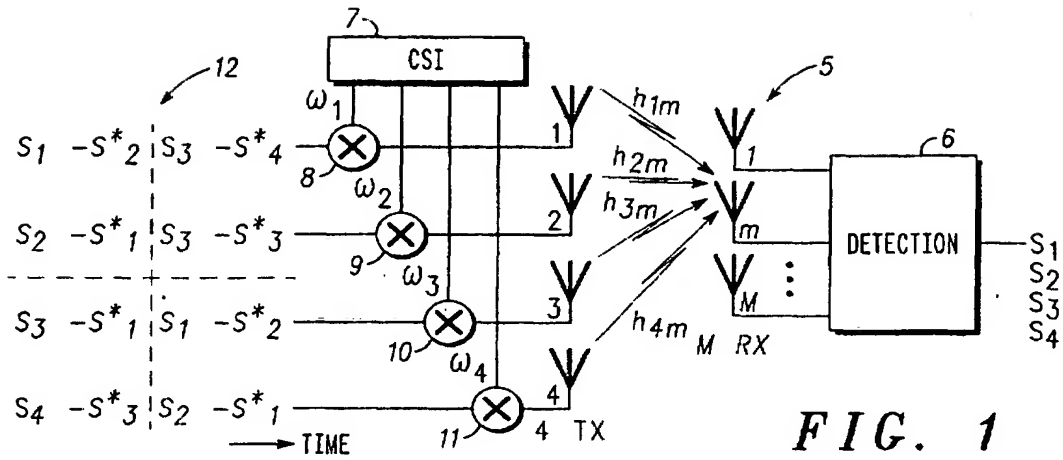 7
CSI
12
5
ω1
h1m
S1 -S*2 S3 -S*4
1
8
ω2
h2m
1
6
S2 -S*1 S3 -S*3
2
h3m
m
DETECTION
S1
9
ω3
S2
S3 -S*1 S1 -S*2
3
M
S3
10
ω4
h4m
M RX
S4
S4 -S*3 S2 -S*1
4
11
4 TX
TIME
FIG. 1